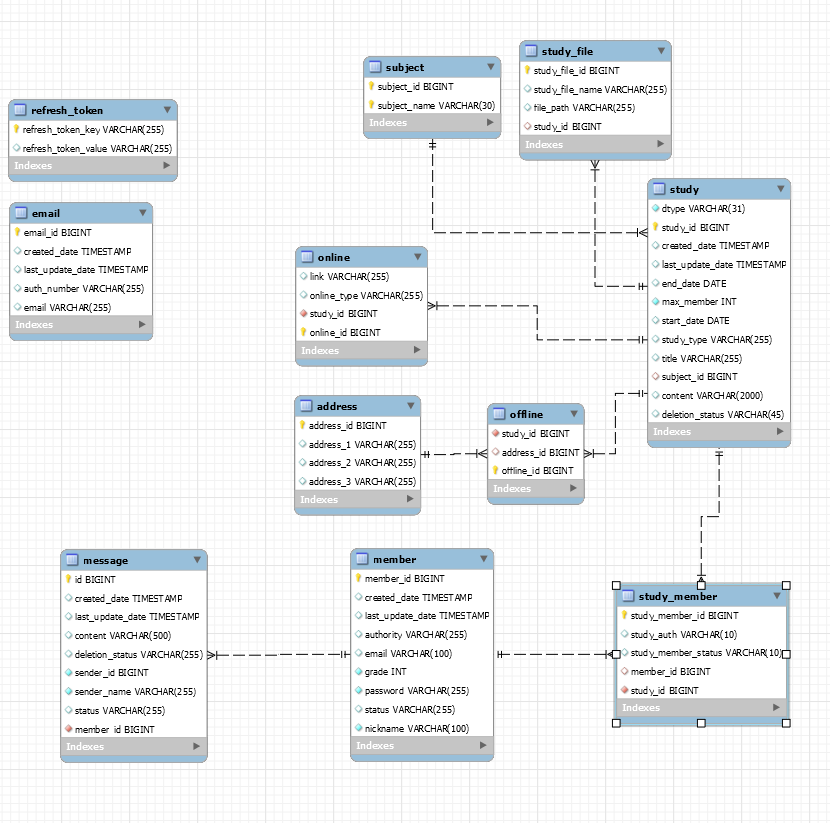 refresh_token
refresh_token_key VARCHAR(255)
refresh_token_value VARCHAR(255)
Indexes
email
email_id BIGINT
created_date TIMESTAMP
last_update_date TIMESTAMP
auth_number VARCHAR(255)
email VARCHAR(255)
Indexes
subject
subject_id BIGINT
subject_name VARCHAR(30)
Indexes
study_file
study_file_id BIGINT
study_file_name VARCHAR(255)
file_path VARCHAR(255)
study_id BIGINT
Indexes
study
dtype VARCHAR(31)
study_id BIGINT
created_date TIMESTAMP
last_update_date TIMESTAMP
end_date DATE
max_member INT
start_date DATE
study_type VARCHAR(255)
title VARCHAR(255)
subject_id BIGINT
content VARCHAR(2000)
deletion_status VARCHAR(45)
Indexes
online
link VARCHAR(255)
online_type VARCHAR(255)
study_id BIGINT
online_id BIGINT
Indexes
address
address_id BIGINT
address_1 VARCHAR(255)
address_2 VARCHAR(255)
address_3 VARCHAR(255)
Indexes
offline
study_id BIGINT
address_id BIGINT
offline_id BIGINT
Indexes
message
id BIGINT
created_date TIMESTAMP
last_update_date TIMESTAMP
content VARCHAR(500)
deletion_status VARCHAR(255)
sender_id BIGINT
sender_name VARCHAR(255)
status VARCHAR(255)
member_id BIGINT
Indexes
member
member_id BIGINT
created_date TIMESTAMP
last_update_date TIMESTAMP
authority VARCHAR(255)
email VARCHAR(100)
grade INT
password VARCHAR(255)
status VARCHAR(255)
nickname VARCHAR(100)
Indexes
study_member
study_member_id BIGINT
study_auth VARCHAR(10)
study_member_status VARCHAR(10)
member_id BIGINT
study_id BIGINT
Indexes